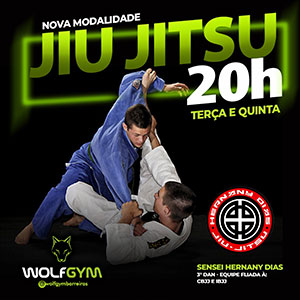 NOVA MODALIDADE
JIU JITSU
20h
TERÇA E QUINTA
HERNANY DIAS
JIU-JITSU
WOLFGYM
@wolfgymbarreiros
SENSEI HERNANY DIAS
3° DAN - EQUIPE FILIADA À:
CBJJ E IBJJ